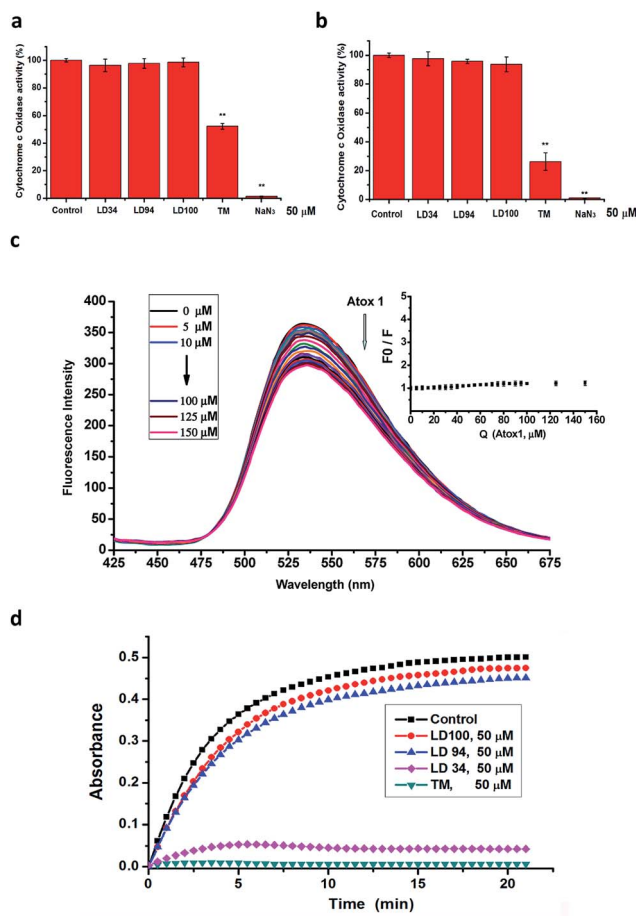 a
Cytochrome c Oxidase activity (%)
100
80
60
40
20
0
**
**
Control LD34 LD94 LD100 TM NaN3 50 µM
b
Cytochrome c Oxidase activity (%)
100
80
60
40
20
0
**
**
Control LD34 LD94 LD100 TM NaN3 50 µM
c
Fluorescence Intensity
400
350
300
250
200
150
100
50
0
0 µM
5 µM
10 µM
100 µM
125 µM
150 µM
Atox 1
F0 / F
5
4
3
2
1
0
0 20 40 60 80 100 120 140 160
Q (Atox1, µM)
425 450 475 500 525 550 575 600 625 650 675
Wavelength (nm)
d
Absorbance
0.5
0.4
0.3
0.2
0.1
0.0
Control
LD100, 50 µM
LD 94, 50 µM
LD 34, 50 µM
TM, 50 µM
0 5 10 15 20
Time (min)